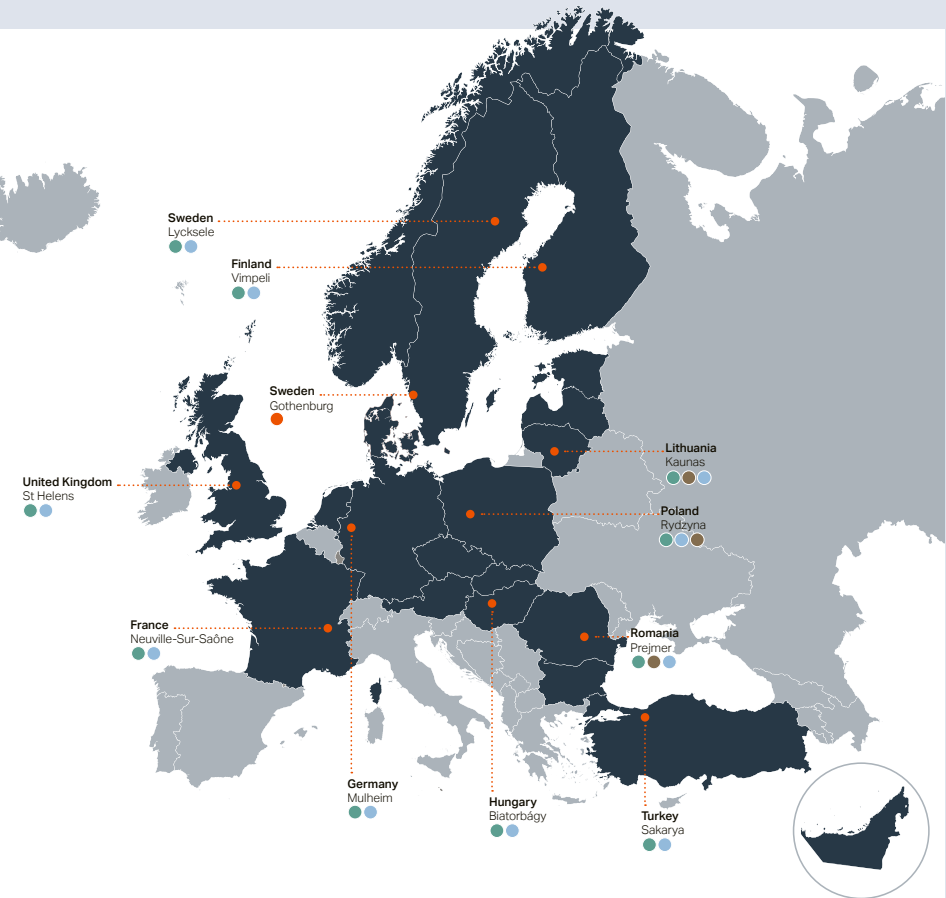 Sweden
Lycksele
Finland
Vimpeli
Sweden
Gothenburg
Lithuania
Kaunas
United Kingdom
St Helens
Poland
Rydzyna
France
Neuville-Sur-Saône
Romania
Prejmer
Germany
Mulheim
Hungary
Biatorbágy
Turkey
Sakarya